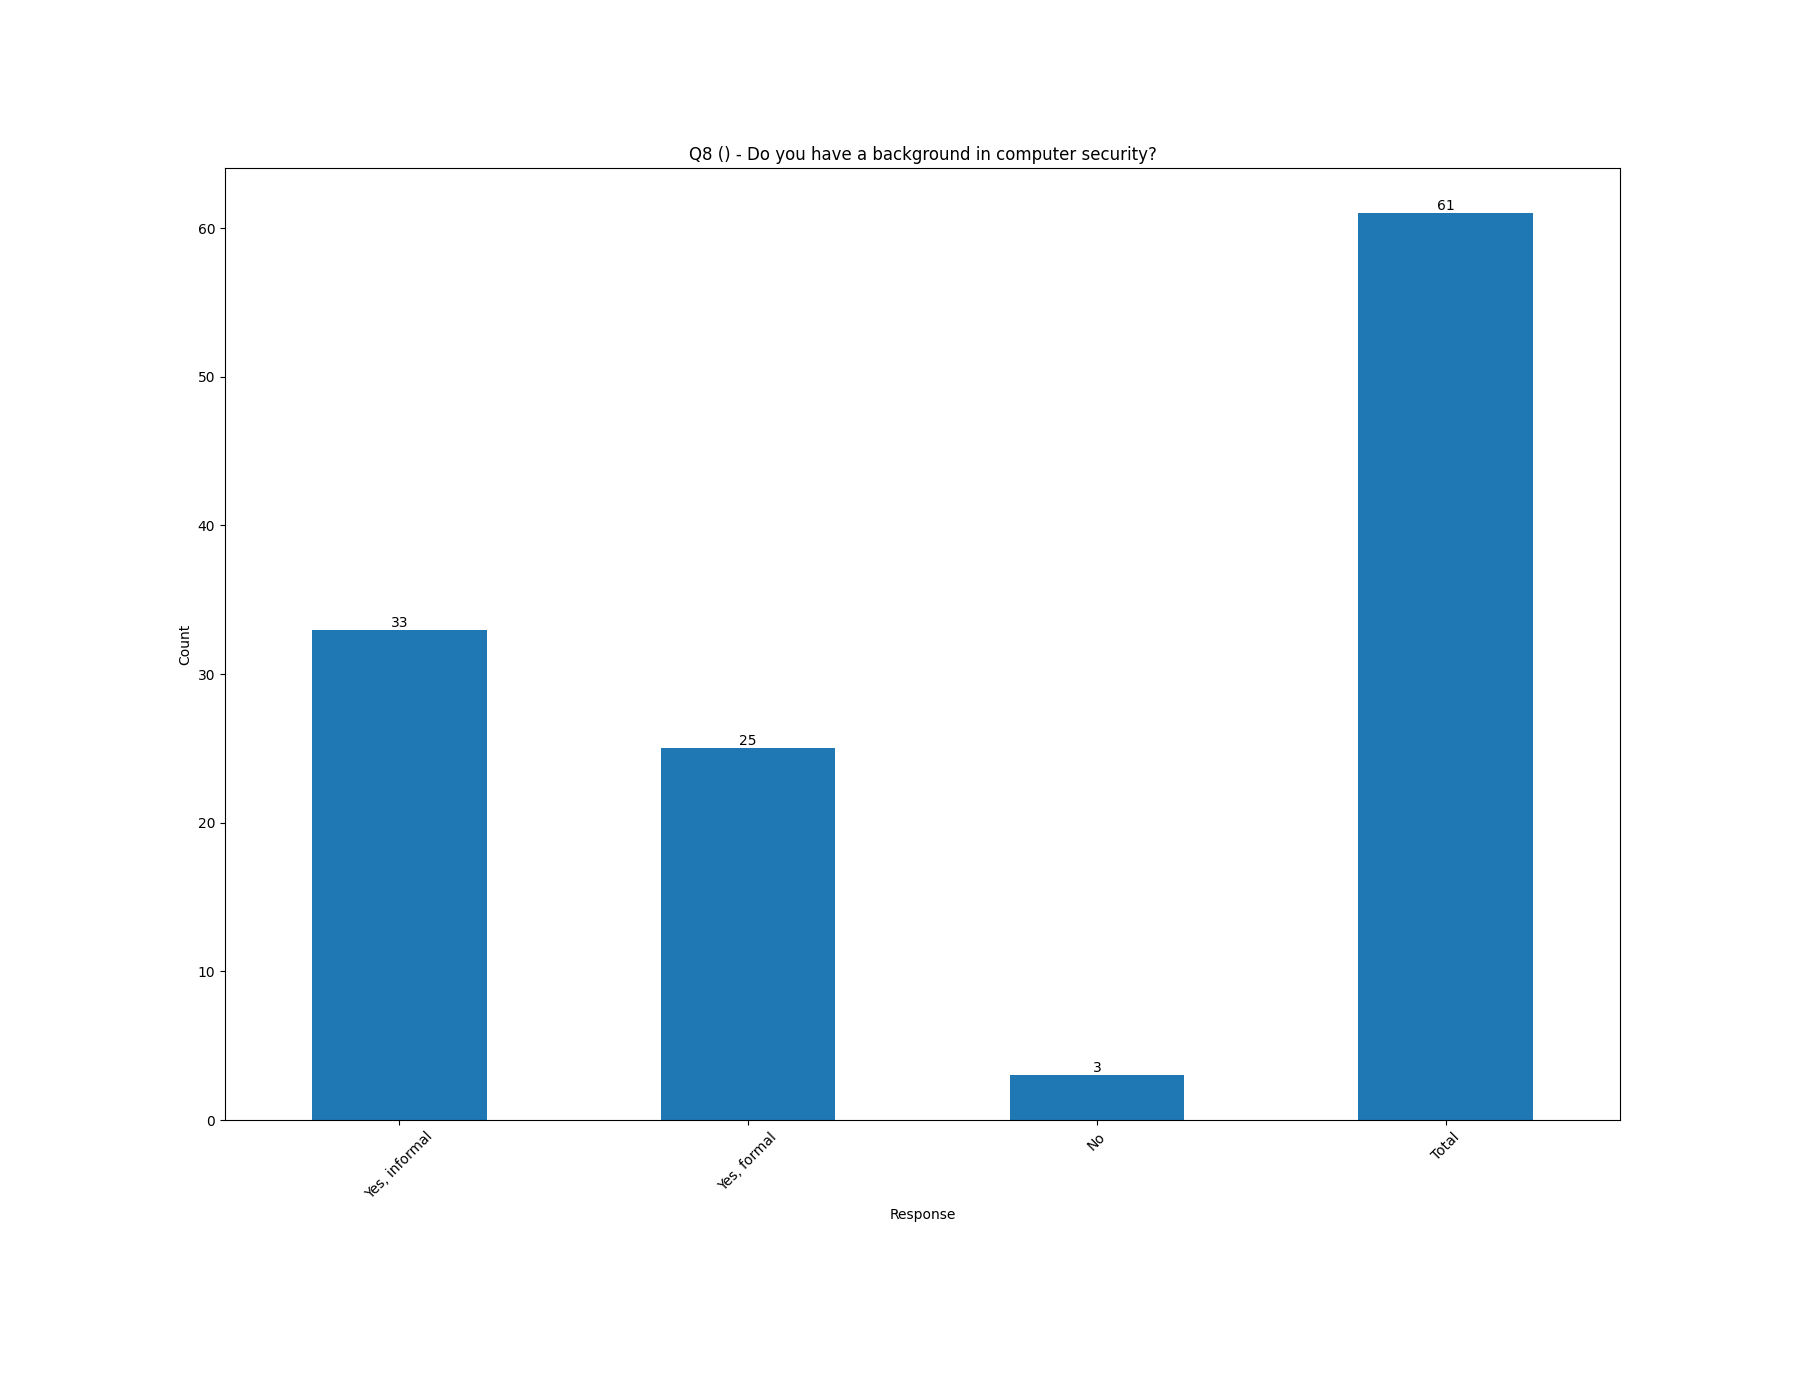 Q8 () - Do you have a background in computer security?
60
50
40
30
20
10
0
Count
33
25
3
61
Yes, informal
Yes, formal
No
Total
Response